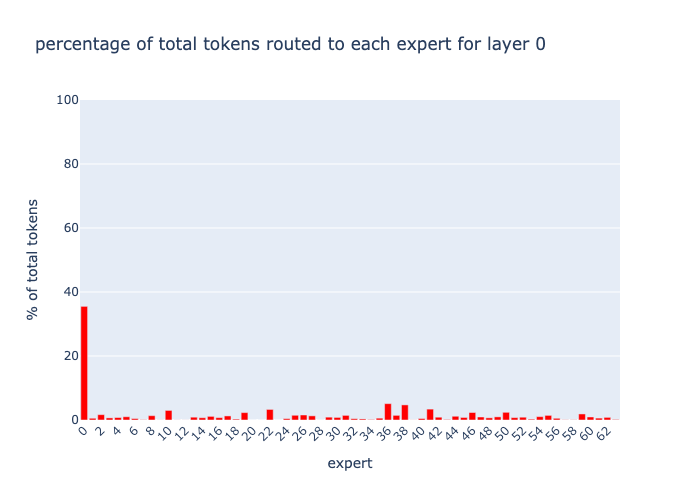 percentage of total tokens routed to each expert for layer 0
100
80
60
40
20
0
% of total tokens
0 2 4 6 8 10 12 14 16 18 20 22 24 26 28 30 32 34 36 38 40 42 44 46 48 50 52 54 56 58 60 62
expert